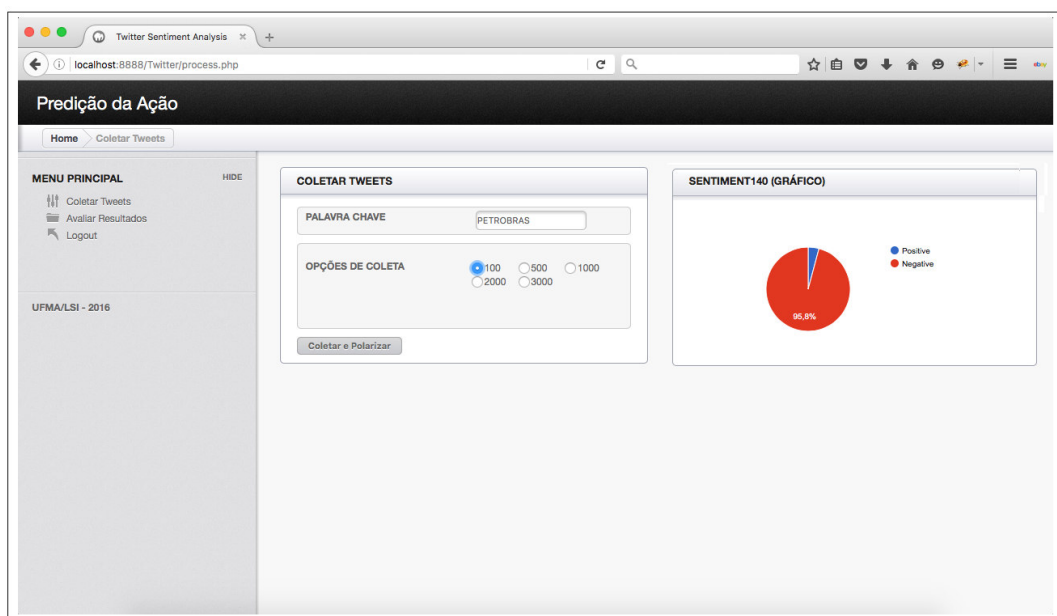 Twitter Sentiment Analysis
localhost:8888/Twitter/process.php
ebay
Predição da Ação
Home Coletar Tweets
MENU PRINCIPAL HIDE
Coletar Tweets
Avaliar Resultados
Logout
UFMA/LSI - 2016
COLETAR TWEETS
PALAVRA CHAVE PETROBRAS
OPÇÕES DE COLETA 100 500 1000
2000 3000
Coletar e Polarizar
SENTIMENT140 (GRÁFICO)
Positive
Negative
95,8%